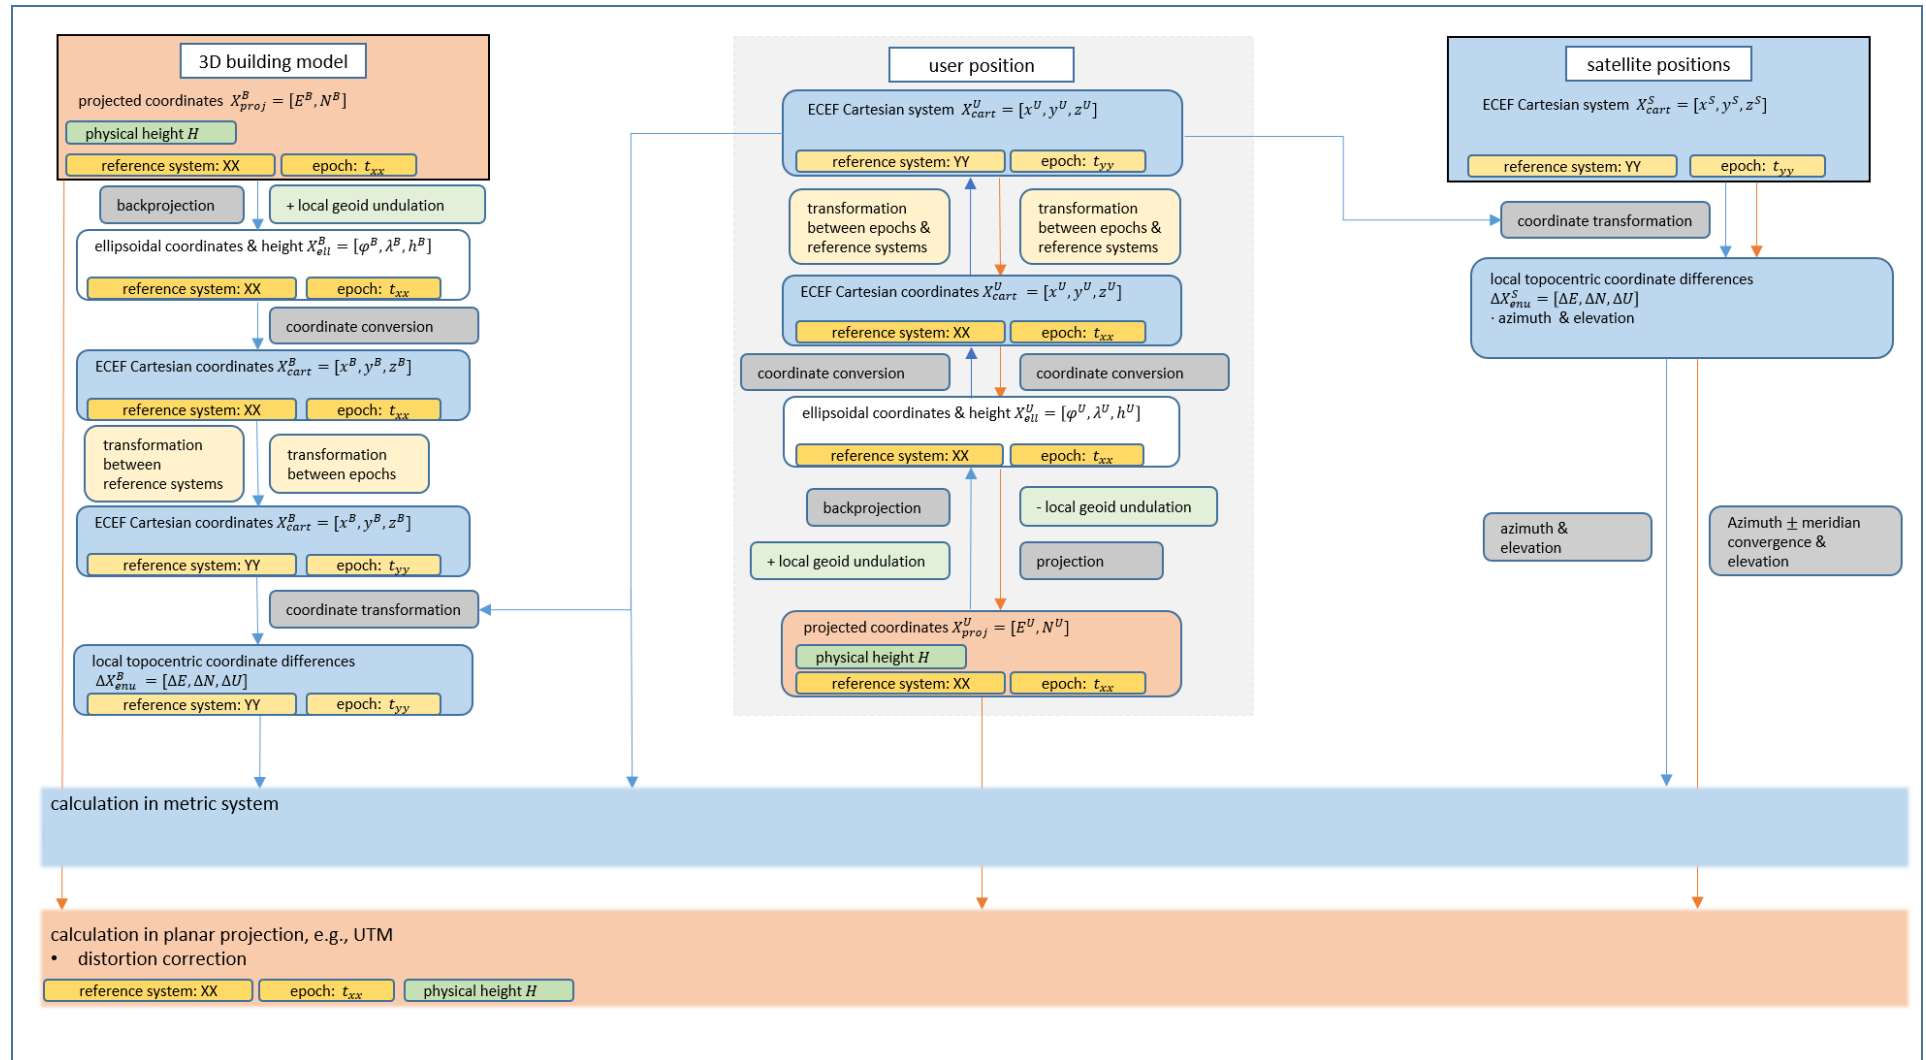 3D building model
projected coordinates X^B_proj = [E^B, N^B]
physical height H
reference system: XX
epoch: t_xx
backprojection
+ local geoid undulation
ellipsoidal coordinates & height X^B_ell = [φ^B, λ^B, h^B]
reference system: XX
epoch: t_xx
coordinate conversion
ECEF Cartesian coordinates X^B_cart = [x^B, y^B, z^B]
reference system: XX
epoch: t_xx
transformation
between
reference systems
transformation
between epochs
ECEF Cartesian coordinates X^B_cart = [x^B, y^B, z^B]
reference system: YY
epoch: t_yy
coordinate transformation
local topocentric coordinate differences
ΔX^B_enu = [ΔE, ΔN, ΔU]
reference system: YY
epoch: t_yy
user position
ECEF Cartesian system X^U_cart = [x^U, y^U, z^U]
reference system: YY
epoch: t_yy
transformation
between epochs &
reference systems
transformation
between epochs &
reference systems
ECEF Cartesian coordinates X^U_cart = [x^U, y^U, z^U]
reference system: XX
epoch: t_xx
coordinate conversion
coordinate conversion
ellipsoidal coordinates & height X^U_ell = [φ^U, λ^U, h^U]
reference system: XX
epoch: t_xx
backprojection
- local geoid undulation
+ local geoid undulation
projection
projected coordinates X^U_proj = [E^U, N^U]
physical height H
reference system: XX
epoch: t_xx
satellite positions
ECEF Cartesian system X^S_cart = [x^S, y^S, z^S]
reference system: YY
epoch: t_yy
coordinate transformation
local topocentric coordinate differences
ΔX^S_enu = [ΔE, ΔN, ΔU]
· azimuth & elevation
azimuth &
elevation
Azimuth ± meridian
convergence &
elevation
calculation in metric system
calculation in planar projection, e.g., UTM
• distortion correction
reference system: XX
epoch: t_xx
physical height H